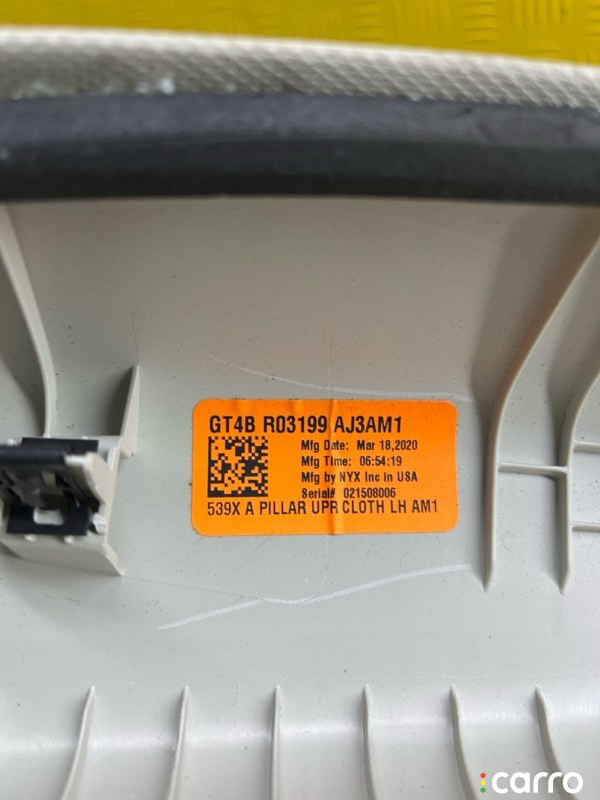 GT4B R03199 AJ3AM1
Mfg Date: Mar 18,2020
Mfg Time: 06:54:19
Mfg by NYX Inc in USA
Serial# 021508006
539X A PILLAR UPR CLOTH LH AM1
carro